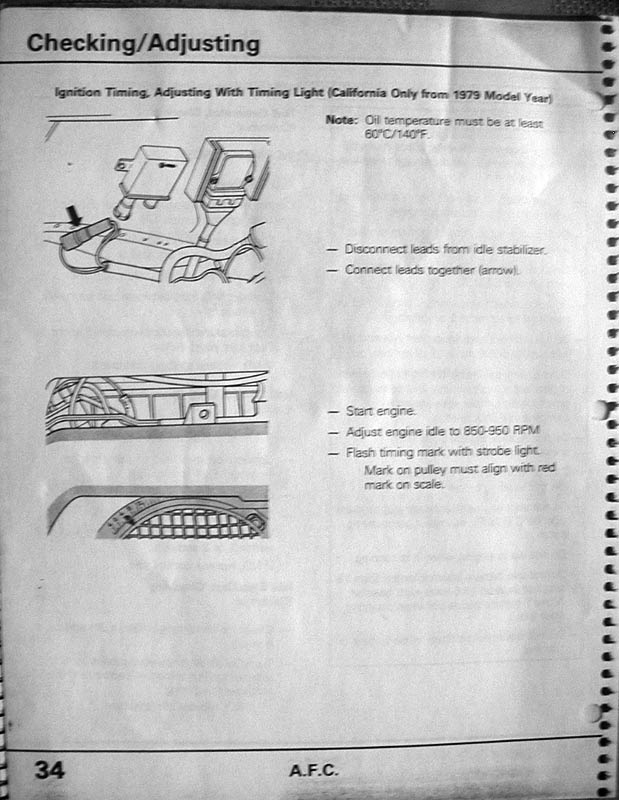 Checking/Adjusting
Ignition Timing, Adjusting With Timing Light (California Only from 1979 Model Year)
Note: Oil temperature must be at least
60°C/140°F.
— Disconnect leads from idle stabilizer.
— Connect leads together (arrow).
— Start engine.
— Adjust engine idle to 850-950 RPM
— Flash timing mark with strobe light.
Mark on pulley must align with red
mark on scale.
34
A.F.C.